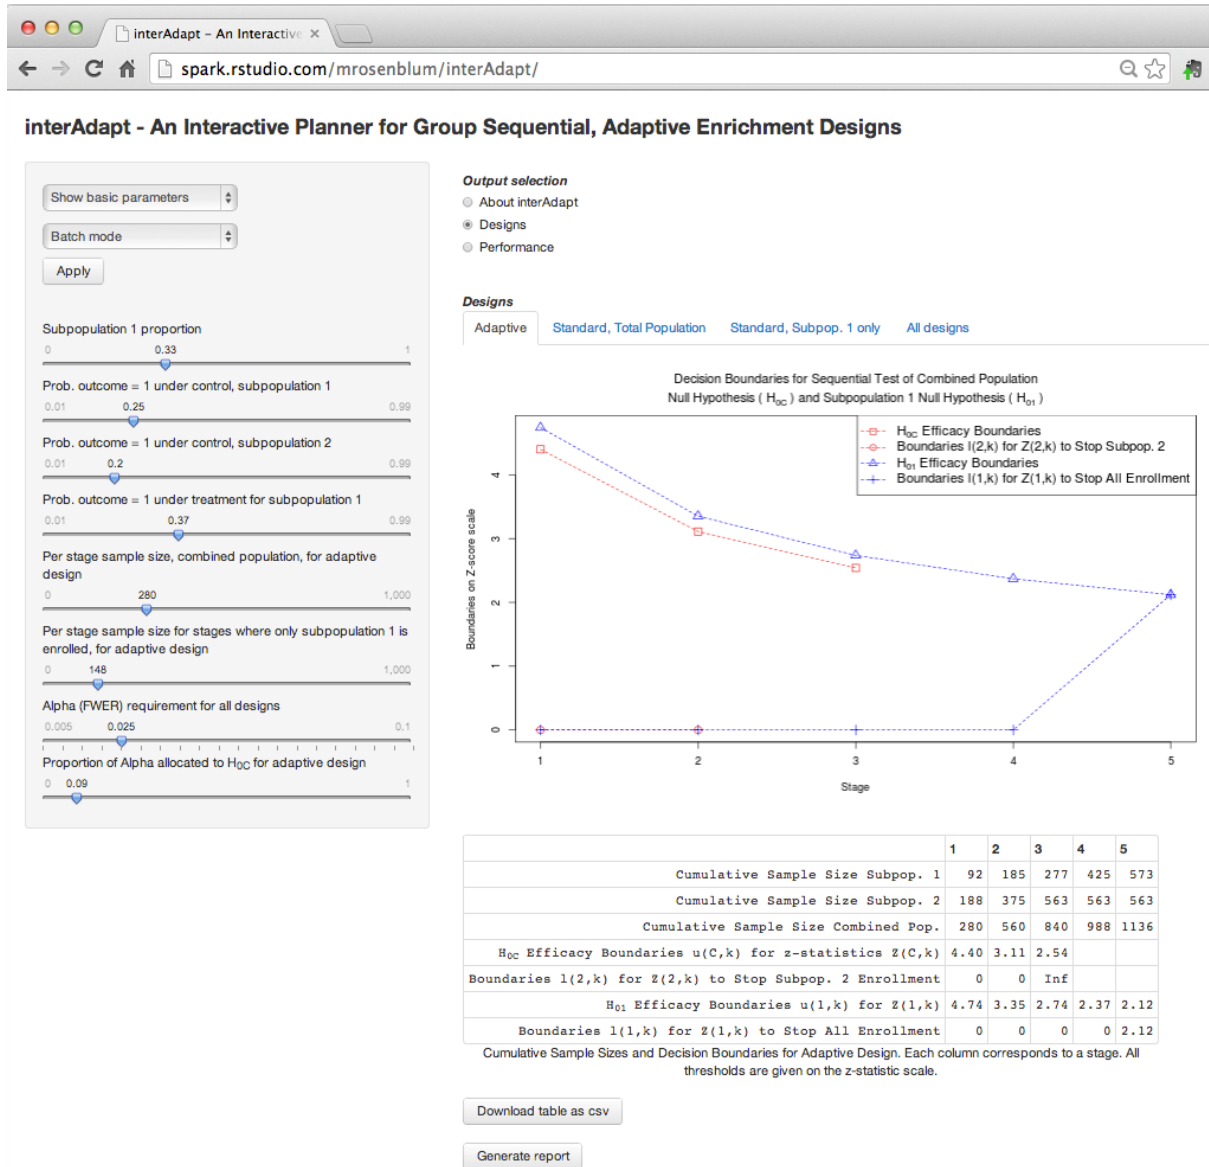 interAdapt - An Interactive
spark.rstudio.com/mrosenblum/interAdapt/
interAdapt - An Interactive Planner for Group Sequential, Adaptive Enrichment Designs
Show basic parameters
Batch mode
Apply
Subpopulation 1 proportion
0 0.33 1
Prob. outcome = 1 under control, subpopulation 1
0.01 0.25 0.99
Prob. outcome = 1 under control, subpopulation 2
0.01 0.2 0.99
Prob. outcome = 1 under treatment for subpopulation 1
0.01 0.37 0.99
Per stage sample size, combined population, for adaptive
design
0 280 1,000
Per stage sample size for stages where only subpopulation 1 is
enrolled, for adaptive design
0 148 1,000
Alpha (FWER) requirement for all designs
0.005 0.025 0.1
Proportion of Alpha allocated to H0C for adaptive design
0 0.09 1
Output selection
About interAdapt
Designs
Performance
Designs
Adaptive Standard, Total Population Standard, Subpop. 1 only All designs
Decision Boundaries for Sequential Test of Combined Population
Null Hypothesis ( H0C ) and Subpopulation 1 Null Hypothesis ( H01 )
H0C Efficacy Boundaries
Boundaries l(2,k) for Z(2,k) to Stop Subpop. 2
H01 Efficacy Boundaries
Boundaries l(1,k) for Z(1,k) to Stop All Enrollment
Boundaries on Z-score scale
4
3
2
1
0
1 2 3 4 5
Stage
1 2 3 4 5
Cumulative Sample Size Subpop. 1 92 185 277 425 573
Cumulative Sample Size Subpop. 2 188 375 563 563 563
Cumulative Sample Size Combined Pop. 280 560 840 988 1136
H0C Efficacy Boundaries u(C,k) for z-statistics Z(C,k) 4.40 3.11 2.54
Boundaries l(2,k) for Z(2,k) to Stop Subpop. 2 Enrollment 0 0 Inf
H01 Efficacy Boundaries u(1,k) for Z(1,k) 4.74 3.35 2.74 2.37 2.12
Boundaries l(1,k) for Z(1,k) to Stop All Enrollment 0 0 0 0 2.12
Cumulative Sample Sizes and Decision Boundaries for Adaptive Design. Each column corresponds to a stage. All
thresholds are given on the z-statistic scale.
Download table as csv
Generate report